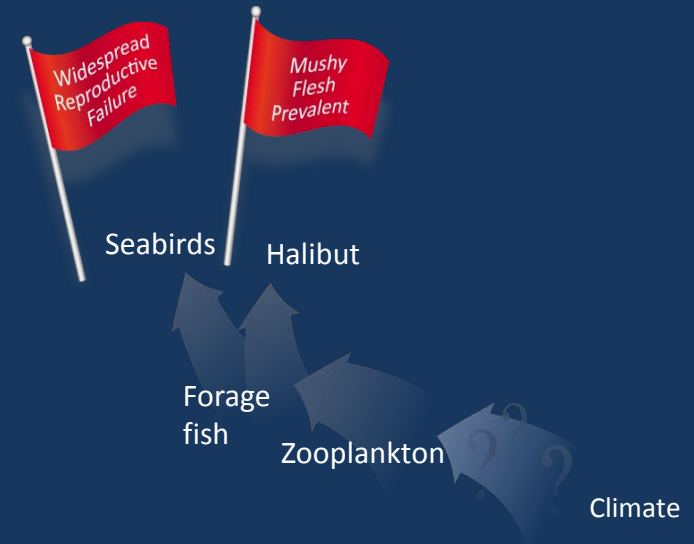 Widespread
Reproductive
Failure
Mushy
Flesh
Prevalent
Seabirds
Halibut
Forage
fish
Zooplankton
? ? ?
Climate